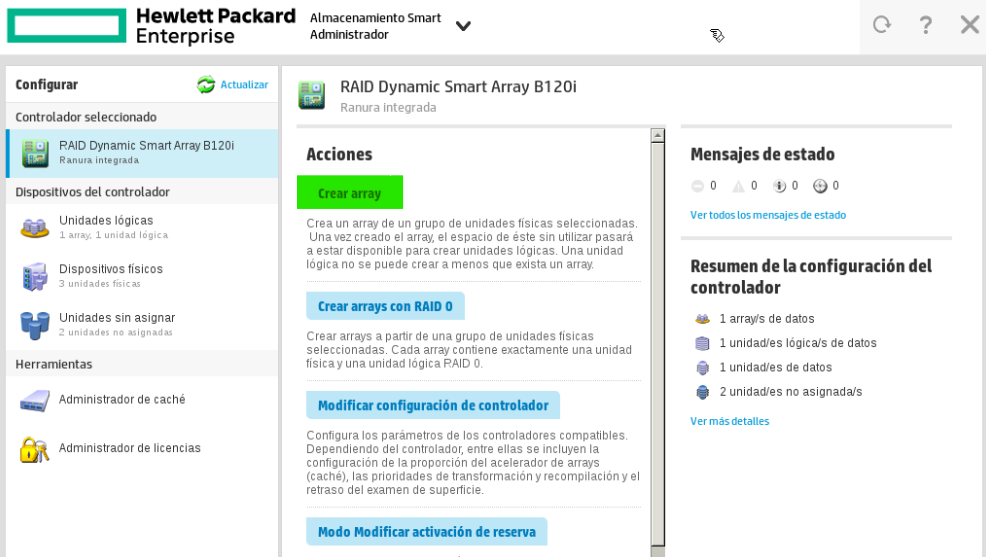 Hewlett Packard
Enterprise
Almacenamiento Smart
Administrador
Configurar
Actualizar
Controlador seleccionado
RAID Dynamic Smart Array B120i
Ranura integrada
Dispositivos del controlador
Unidades lógicas
1 array, 1 unidad lógica
Dispositivos físicos
3 unidades físicas
Unidades sin asignar
2 unidades no asignadas
Herramientas
Administrador de caché
Administrador de licencias
RAID Dynamic Smart Array B120i
Ranura integrada
Acciones
Crear array
Crea un array de un grupo de unidades físicas seleccionadas.
Una vez creado el array, el espacio de éste sin utilizar pasará
a estar disponible para crear unidades lógicas. Una unidad
lógica no se puede crear a menos que exista un array.
Crear arrays con RAID 0
Crear arrays a partir de una grupo de unidades físicas
seleccionadas. Cada array contiene exactamente una unidad
física y una unidad lógica RAID 0.
Modificar configuración de controlador
Configura los parámetros de los controladores compatibles.
Dependiendo del controlador, entre ellas se incluyen la
configuración de la proporción del acelerador de arrays
(caché), las prioridades de transformación y recompilación y el
retraso del examen de superficie.
Modo Modificar activación de reserva
Mensajes de estado
0 0 0 0
Ver todos los mensajes de estado
Resumen de la configuración del
controlador
1 array/s de datos
1 unidad/es lógica/s de datos
1 unidad/es de datos
2 unidad/es no asignada/s
Ver más detalles